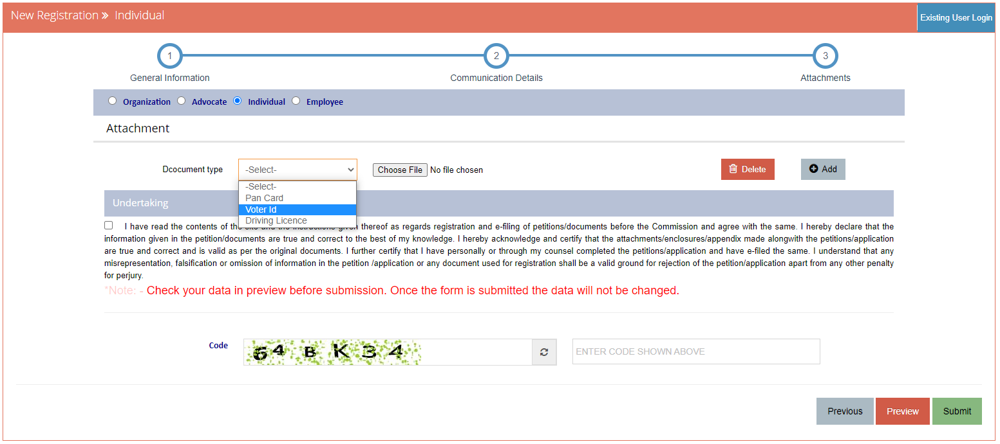 New Registration » Individual
Existing User Login
1
2
3
General Information
Communication Details
Attachments
Organization Advocate Individual Employee
Attachment
Dcocument type
-Select-
Choose File No file chosen
Delete
Add
-Select-
Pan Card
Voter Id
Driving Licence
Undertaking
I have read the contents of the site and the instructions given thereof as regards registration and e-filing of petitions/documents before the Commission and agree with the same. I hereby declare that the
information given in the petition/documents are true and correct to the best of my knowledge. I hereby acknowledge and certify that the attachments/enclosures/appendix made alongwith the petitions/application
are true and correct and is valid as per the original documents. I further certify that I have personally or through my counsel completed the petitions/application and have e-filed the same. I understand that any
misrepresentation, falsification or omission of information in the petition /application or any document used for registration shall be a valid ground for rejection of the petition/application apart from any other penalty
for perjury.
*Note: - Check your data in preview before submission. Once the form is submitted the data will not be changed.
Code
64BK34
ENTER CODE SHOWN ABOVE
Previous
Preview
Submit